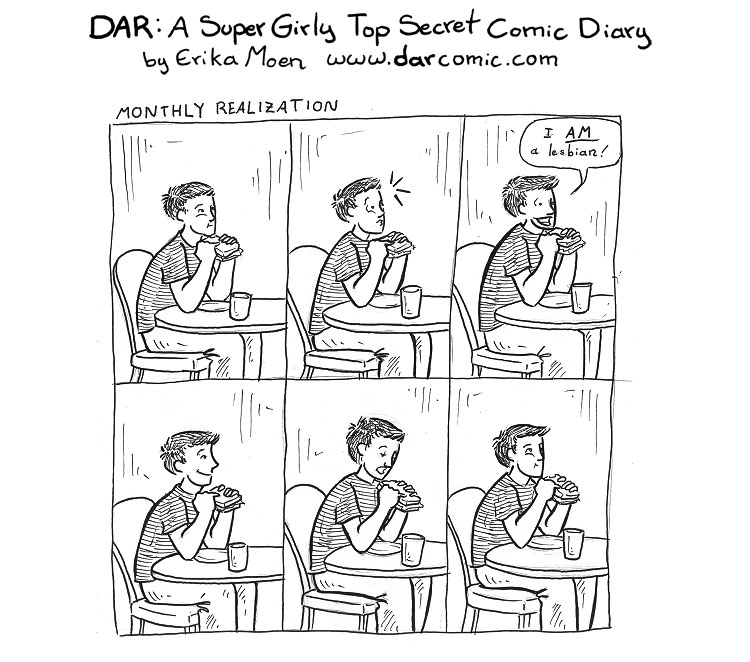 DAR: A Super Girly Top Secret Comic Diary
by Erika Moen www.darcomic.com
MONTHLY REALIZATION
I AM
a lesbian!